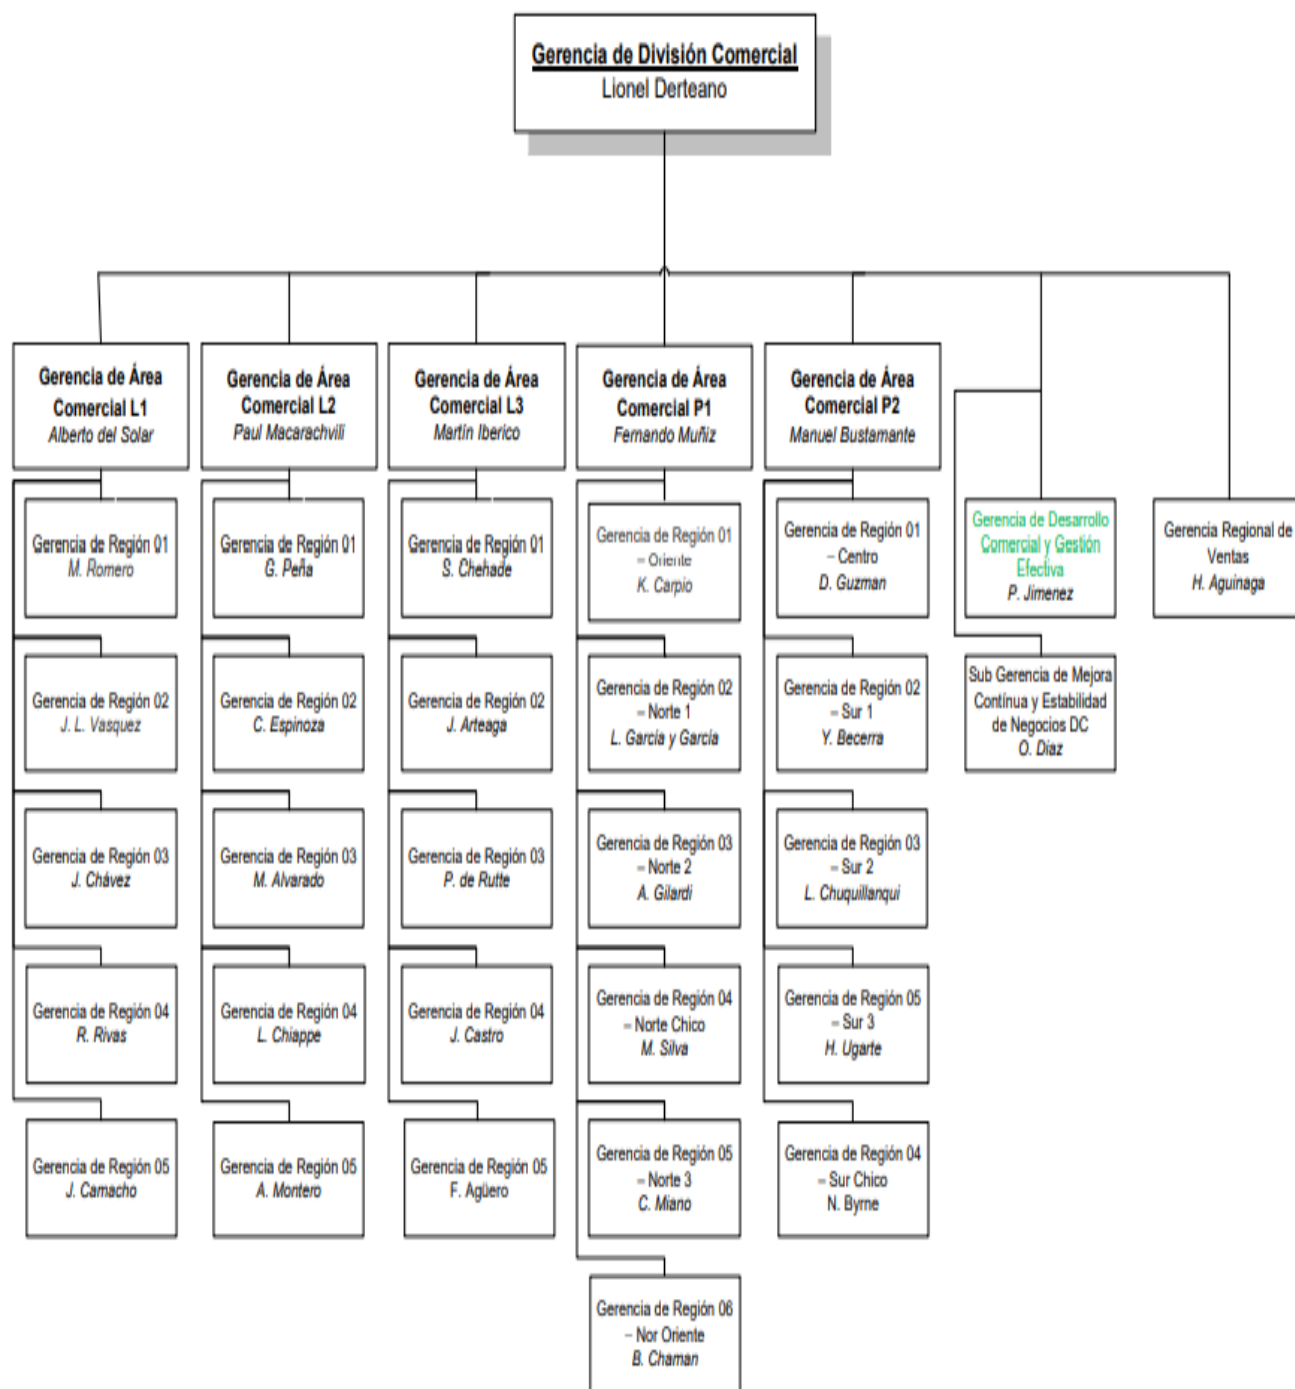 Gerencia de División Comercial
Lionel Derteano
Gerencia de Área
Comercial L1
Alberto del Solar
Gerencia de Área
Comercial L2
Paul Macarachvili
Gerencia de Área
Comercial L3
Martín Iberico
Gerencia de Área
Comercial P1
Fernando Muñiz
Gerencia de Área
Comercial P2
Manuel Bustamante
Gerencia de Región 01
M. Romero
Gerencia de Región 01
G. Peña
Gerencia de Región 01
S. Chehade
Gerencia de Región 01
– Oriente
K. Carpio
Gerencia de Región 01
– Centro
D. Guzman
Gerencia de Desarrollo
Comercial y Gestión
Efectiva
P. Jimenez
Gerencia Regional de
Ventas
H. Aguinaga
Gerencia de Región 02
J. L. Vasquez
Gerencia de Región 02
C. Espinoza
Gerencia de Región 02
J. Arteaga
Gerencia de Región 02
– Norte 1
L. García y García
Gerencia de Región 02
– Sur 1
Y. Becerra
Sub Gerencia de Mejora
Contínua y Estabilidad
de Negocios DC
O. Díaz
Gerencia de Región 03
J. Chávez
Gerencia de Región 03
M. Alvarado
Gerencia de Región 03
P. de Rutte
Gerencia de Región 03
– Norte 2
A. Gilardi
Gerencia de Región 03
– Sur 2
L. Chuquillanqui
Gerencia de Región 04
R. Rivas
Gerencia de Región 04
L. Chiappe
Gerencia de Región 04
J. Castro
Gerencia de Región 04
– Norte Chico
M. Silva
Gerencia de Región 05
– Sur 3
H. Ugarte
Gerencia de Región 05
J. Camacho
Gerencia de Región 05
A. Montero
Gerencia de Región 05
F. Agüero
Gerencia de Región 05
– Norte 3
C. Miano
Gerencia de Región 04
– Sur Chico
N. Byrne
Gerencia de Región 06
– Nor Oriente
B. Chaman